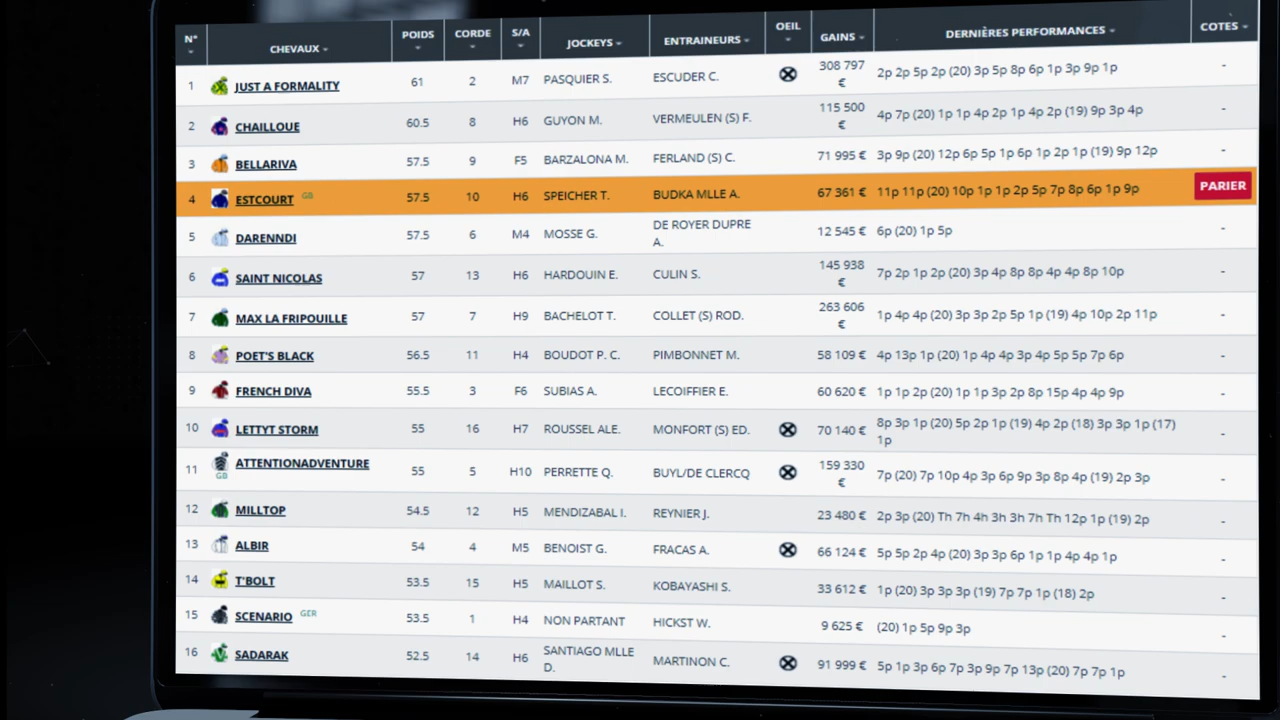 N° CHEVAUX POIDS CORDE S/A JOCKEYS ENTRAINEURS OEIL GAINS DERNIÈRES PERFORMANCES COTES
1 JUST A FORMALITY 61 2 M7 PASQUIER S. ESCUDER C. 308 797 € 2p 2p 5p 2p (20) 3p 5p 8p 6p 1p 3p 9p 1p -
2 CHAILLOUE 60.5 8 H6 GUYON M. VERMEULEN (S) F. 115 500 € 4p 7p (20) 1p 1p 4p 2p 1p 4p 2p (19) 9p 3p 4p -
3 BELLARIVA 57.5 9 F5 BARZALONA M. FERLAND (S) C. 71 995 € 3p 9p (20) 12p 6p 5p 1p 6p 1p 2p 1p (19) 9p 12p -
4 ESTCOURT GB 57.5 10 H6 SPEICHER T. BUDKA MLLE A. 67 361 € 11p 11p (20) 10p 1p 1p 2p 5p 7p 8p 6p 1p 9p PARIER
5 DARENNDI 57.5 6 M4 MOSSE G. DE ROYER DUPRE A. 12 545 € 6p (20) 1p 5p -
6 SAINT NICOLAS 57 13 H6 HARDOUIN E. CULIN S. 145 938 € 7p 2p 1p 2p (20) 3p 4p 8p 8p 4p 4p 8p 10p -
7 MAX LA FRIPOUILLE 57 7 H9 BACHELOT T. COLLET (S) ROD. 263 606 € 1p 4p 4p (20) 3p 3p 2p 5p 1p (19) 4p 10p 2p 11p -
8 POET'S BLACK 56.5 11 H4 BOUDOT P. C. PIMBONNET M. 58 109 € 4p 13p 1p (20) 1p 4p 4p 3p 4p 5p 5p 7p 6p -
9 FRENCH DIVA 55.5 3 F6 SUBIAS A. LECOIFFIER E. 60 620 € 1p 1p 2p (20) 1p 1p 3p 2p 8p 15p 4p 4p 9p -
10 LETTYT STORM 55 16 H7 ROUSSEL ALE. MONFORT (S) ED. 70 140 € 8p 3p 1p (20) 5p 2p 1p (19) 4p 2p (18) 3p 3p 1p (17) 1p -
11 ATTENTIONADVENTURE GB 55 5 H10 PERRETTE Q. BUYL/DE CLERCQ 159 330 € 7p (20) 7p 10p 4p 3p 6p 9p 3p 8p 4p (19) 2p 3p -
12 MILLTOP 54.5 12 H5 MENDIZABAL I. REYNIER J. 23 480 € 2p 3p (20) Th 7h 4h 3h 3h 7h Th 12p 1p (19) 2p -
13 ALBIR 54 4 M5 BENOIST G. FRACAS A. 66 124 € 5p 5p 2p 4p (20) 3p 3p 6p 1p 1p 4p 4p 1p -
14 T'BOLT 53.5 15 H5 MAILLOT S. KOBAYASHI S. 33 612 € 1p (20) 3p 3p 3p (19) 7p 7p 1p (18) 2p -
15 SCENARIO GER 53.5 1 H4 NON PARTANT HICKST W. 9 625 € (20) 1p 5p 9p 3p -
16 SADARAK 52.5 14 H6 SANTIAGO MLLE D. MARTINON C. 91 999 € 5p 1p 3p 6p 7p 3p 9p 7p 13p (20) 7p 7p 1p -